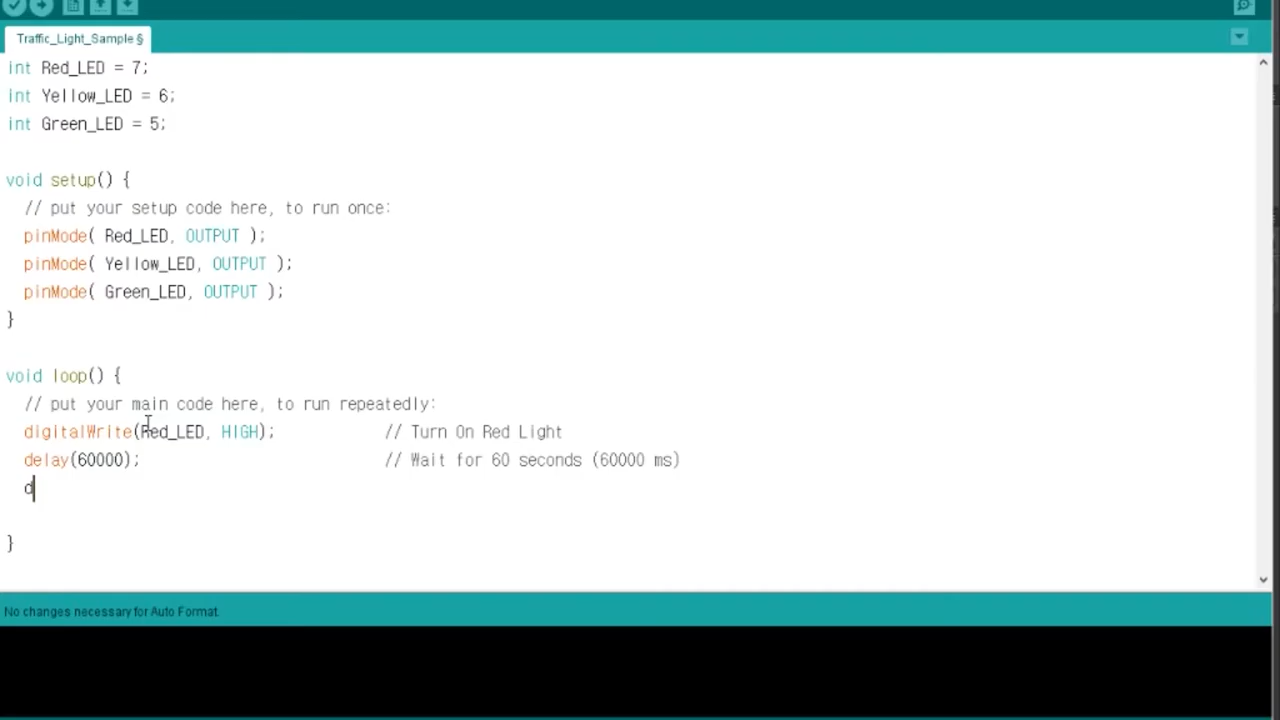 Traffic_Light_Sample §
int Red_LED = 7;
int Yellow_LED = 6;
int Green_LED = 5;
void setup() {
// put your setup code here, to run once:
pinMode( Red_LED, OUTPUT );
pinMode( Yellow_LED, OUTPUT );
pinMode( Green_LED, OUTPUT );
}
void loop() {
// put your main code here, to run repeatedly:
digitalWrite(Red_LED, HIGH); // Turn On Red Light
delay(60000); // Wait for 60 seconds (60000 ms)
d
}
No changes necessary for Auto Format.